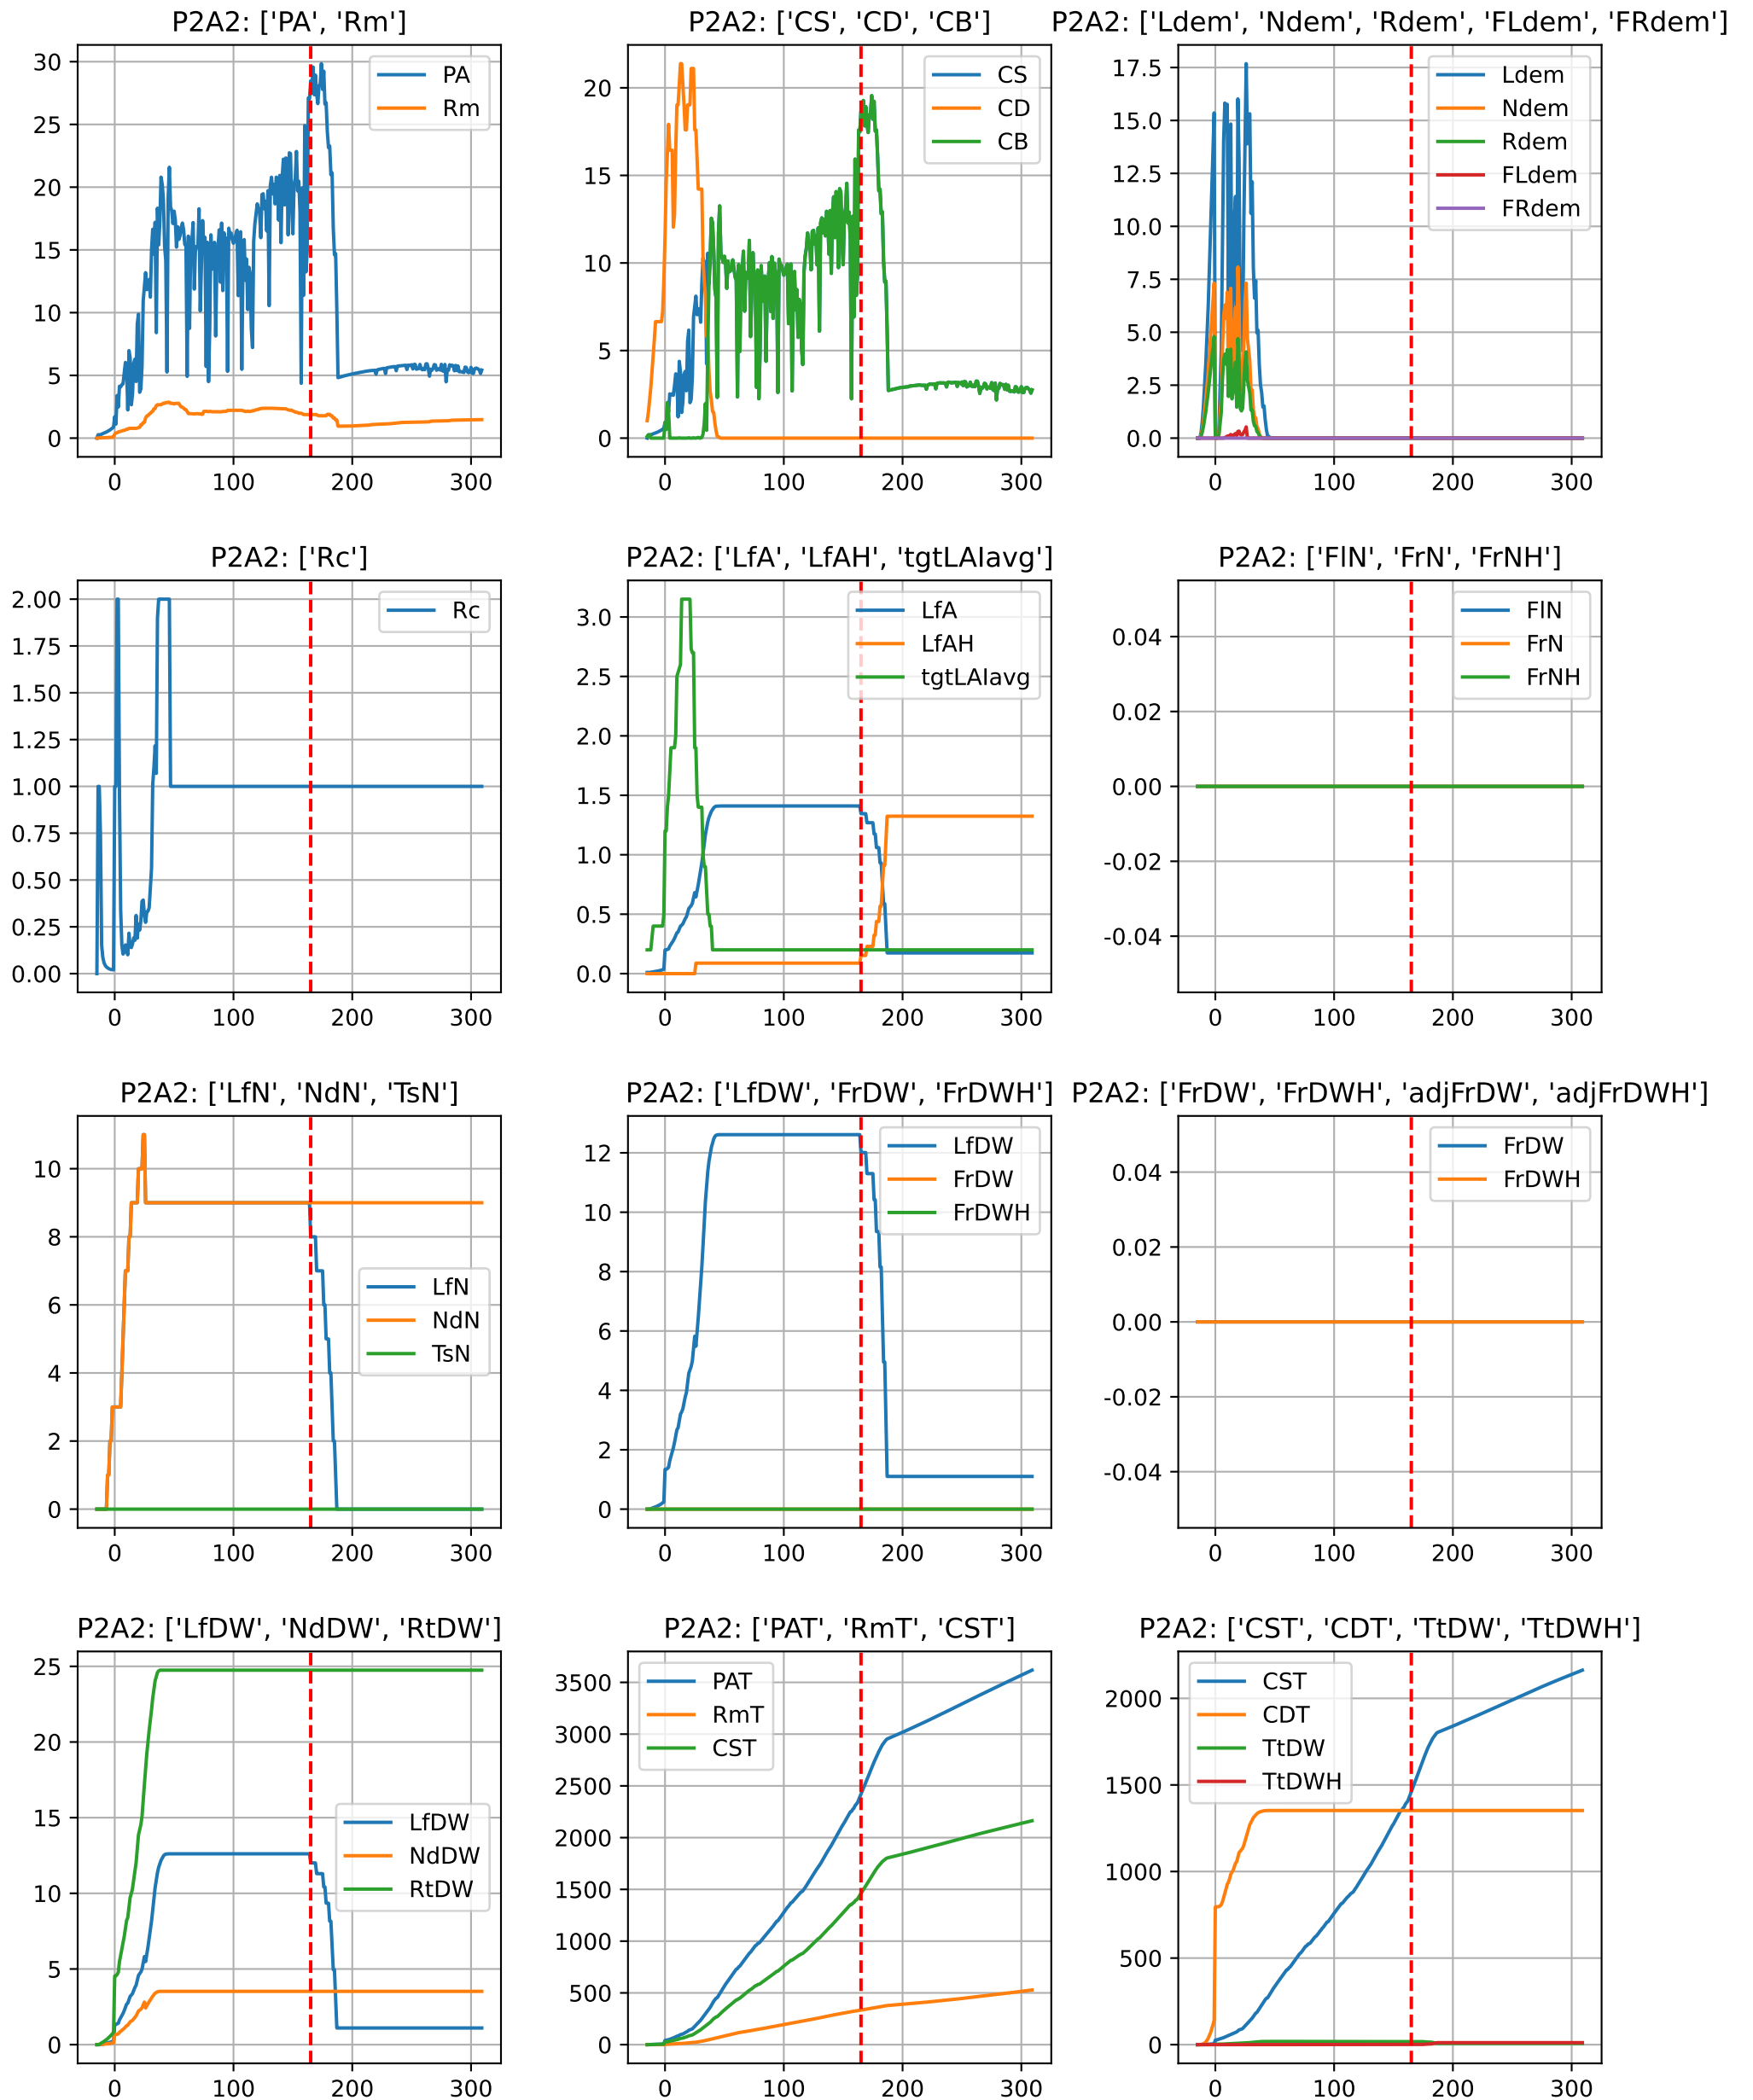 P2A2: ['PA', 'Rm']
30
25
20
15
10
5
0
0 100 200 300
PA
Rm
P2A2: ['CS', 'CD', 'CB']
20
15
10
5
0
0 100 200 300
CS
CD
CB
P2A2: ['Ldem', 'Ndem', 'Rdem', 'FLdem', 'FRdem']
17.5
15.0
12.5
10.0
7.5
5.0
2.5
0.0
0 100 200 300
Ldem
Ndem
Rdem
FLdem
FRdem
P2A2: ['Rc']
2.00
1.75
1.50
1.25
1.00
0.75
0.50
0.25
0.00
0 100 200 300
Rc
P2A2: ['LfA', 'LfAH', 'tgtLAIavg']
3.0
2.5
2.0
1.5
1.0
0.5
0.0
0 100 200 300
LfA
LfAH
tgtLAIavg
P2A2: ['FlN', 'FrN', 'FrNH']
0.04
0.02
0.00
-0.02
-0.04
0 100 200 300
FlN
FrN
FrNH
P2A2: ['LfN', 'NdN', 'TsN']
10
8
6
4
2
0
0 100 200 300
LfN
NdN
TsN
P2A2: ['LfDW', 'FrDW', 'FrDWH']
12
10
8
6
4
2
0
0 100 200 300
LfDW
FrDW
FrDWH
P2A2: ['FrDW', 'FrDWH', 'adjFrDW', 'adjFrDWH']
0.04
0.02
0.00
-0.02
-0.04
0 100 200 300
FrDW
FrDWH
P2A2: ['LfDW', 'NdDW', 'RtDW']
25
20
15
10
5
0
0 100 200 300
LfDW
NdDW
RtDW
P2A2: ['PAT', 'RmT', 'CST']
3500
3000
2500
2000
1500
1000
500
0
0 100 200 300
PAT
RmT
CST
P2A2: ['CST', 'CDT', 'TtDW', 'TtDWH']
2000
1500
1000
500
0
0 100 200 300
CST
CDT
TtDW
TtDWH